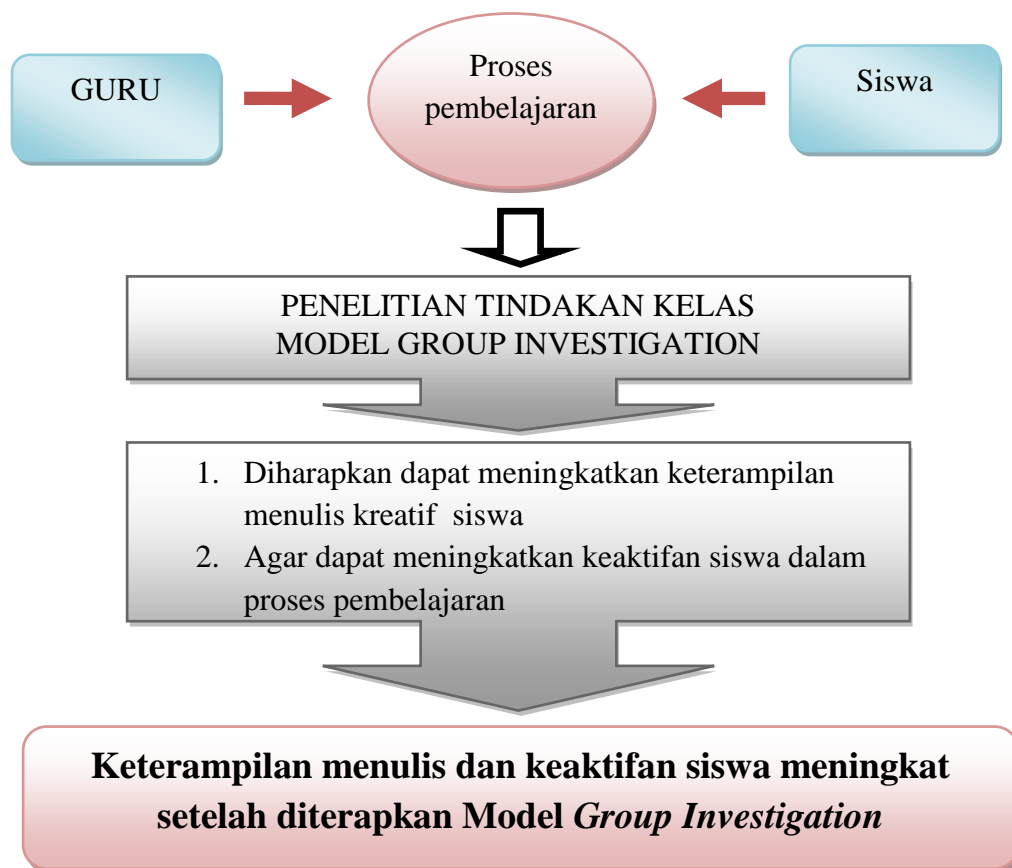 GURU
Proses
pembelajaran
Siswa
PENELITIAN TINDAKAN KELAS
MODEL GROUP INVESTIGATION
1. Diharapkan dapat meningkatkan keterampilan
menulis kreatif siswa
2. Agar dapat meningkatkan keaktifan siswa dalam
proses pembelajaran
Keterampilan menulis dan keaktifan siswa meningkat
setelah diterapkan Model Group Investigation